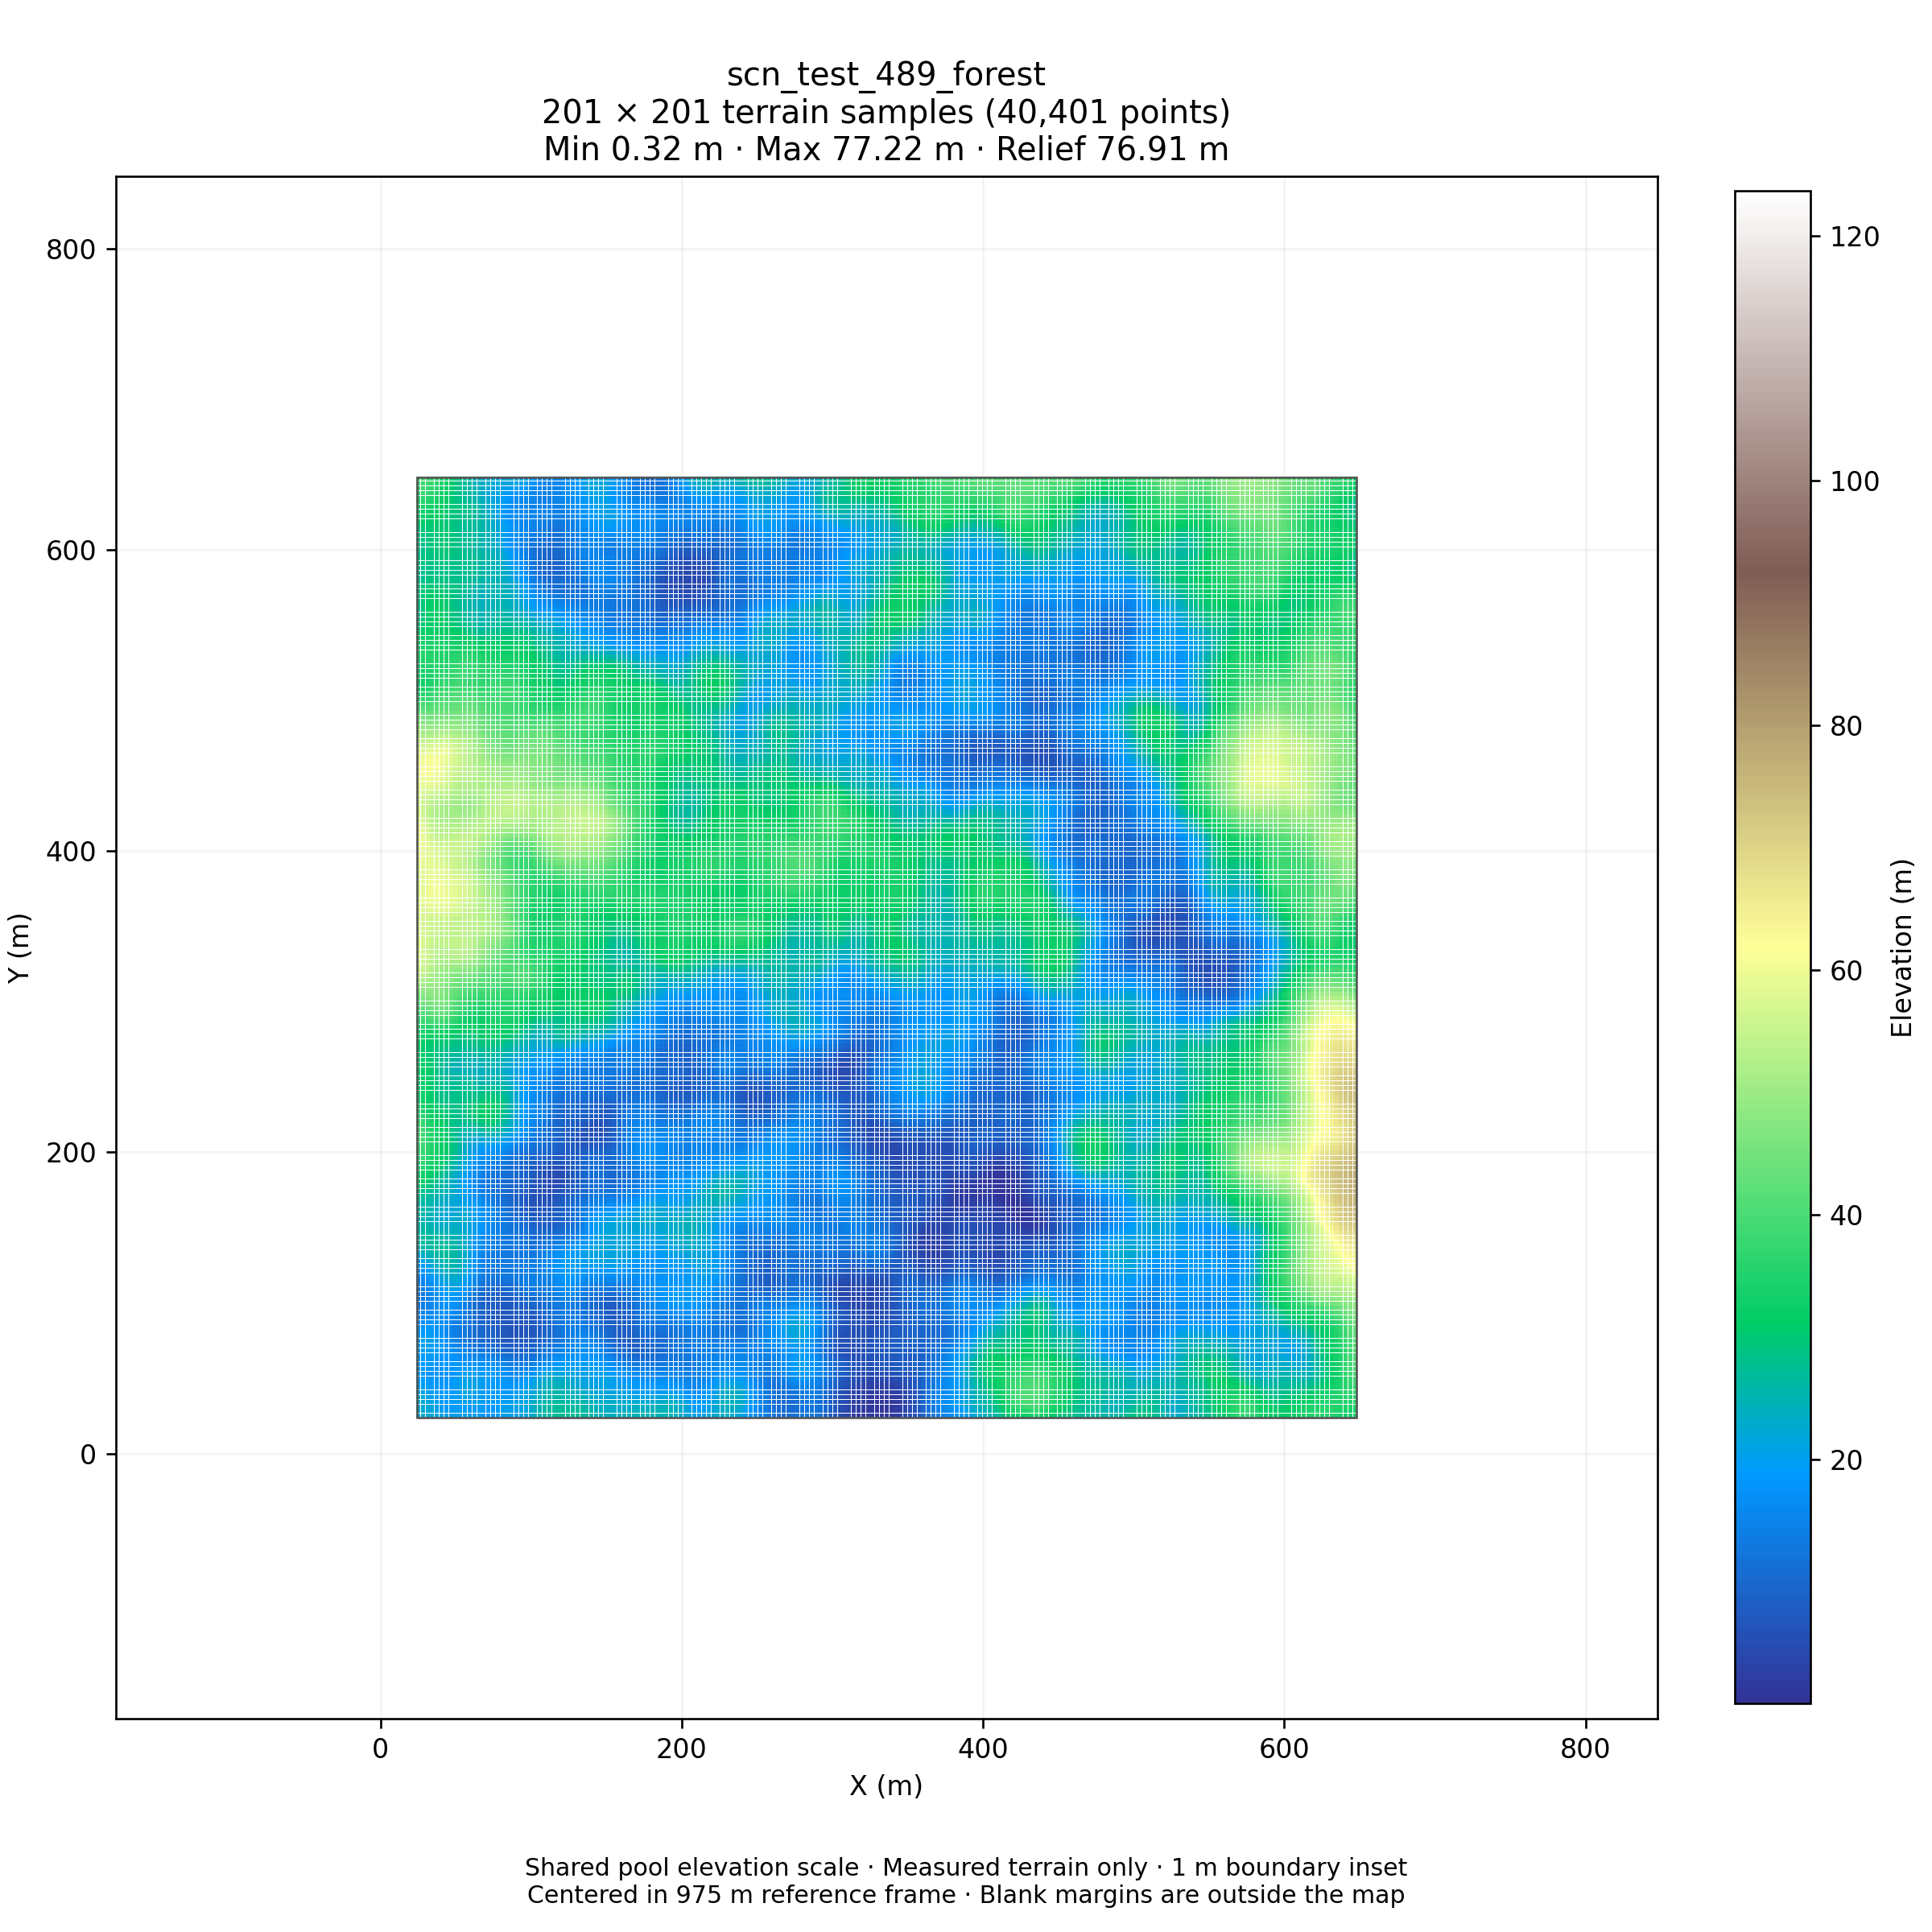 scn_test_489_forest
201 × 201 terrain samples (40,401 points)
Min 0.32 m · Max 77.22 m · Relief 76.91 m
800
600
400
200
0
Y (m)
0
200
400
600
800
X (m)
120
100
80
60
40
20
Elevation (m)
Shared pool elevation scale · Measured terrain only · 1 m boundary inset
Centered in 975 m reference frame · Blank margins are outside the map